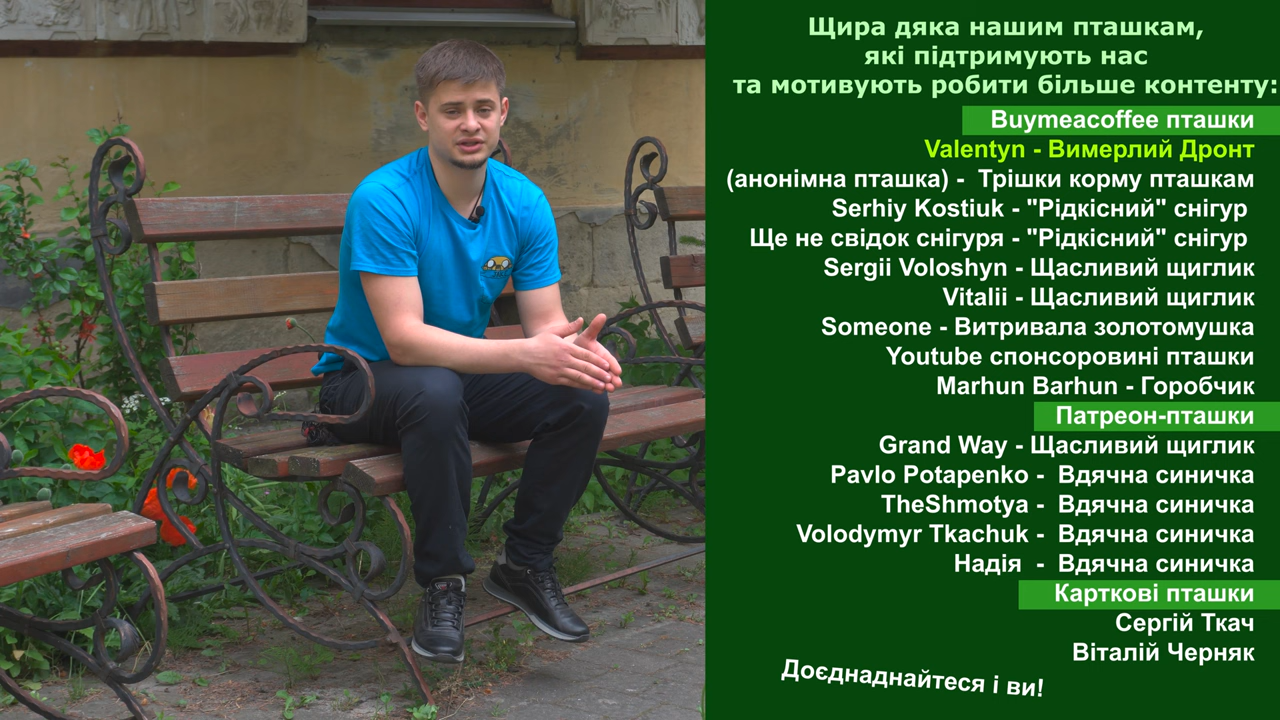 Щира дяка нашим пташкам,
які підтримують нас
та мотивують робити більше контенту:
Buymeacoffee пташки
Valentyn - Вимерлий Дронт
(анонімна пташка) - Трішки корму пташкам
Serhiy Kostiuk - "Рідкісний" снігур
Ще не свідок снігуря - "Рідкісний" снігур
Sergii Voloshyn - Щасливий щиглик
Vitalii - Щасливий щиглик
Someone - Витривала золотомушка
Youtube спонсоровині пташки
Marhun Barhun - Горобчик
Патреон-пташки
Grand Way - Щасливий щиглик
Pavlo Potapenko - Вдячна синичка
TheShmotya - Вдячна синичка
Volodymyr Tkachuk - Вдячна синичка
Надія - Вдячна синичка
Карткові пташки
Сергій Ткач
Віталій Черняк
Доєднаднайтеся і ви!